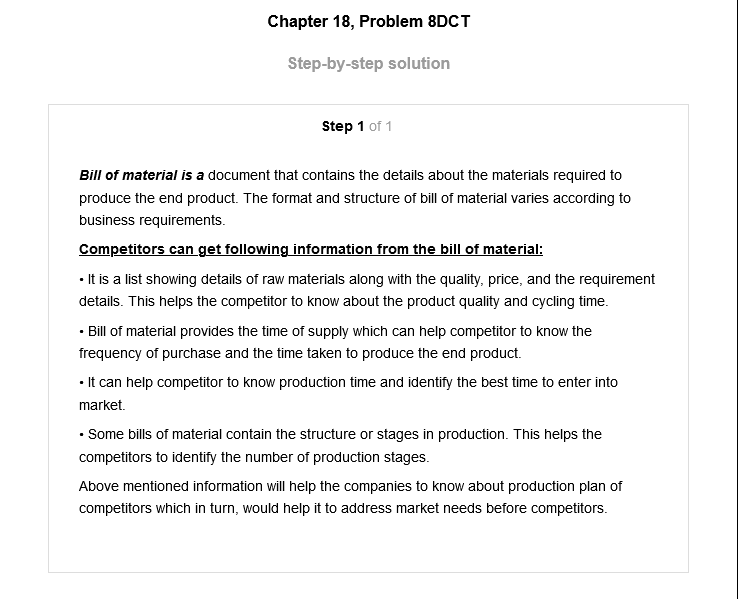 Chapter 18, Problem 8DCT
Step-by-step solution
Step 1 of 1
Bill of material is a document that contains the details about the materials required to
produce the end product. The format and structure of bill of material varies according to
business requirements.
Competitors can get following information from the bill of material:
• It is a list showing details of raw materials along with the quality, price, and the requirement
details. This helps the competitor to know about the product quality and cycling time.
• Bill of material provides the time of supply which can help competitor to know the
frequency of purchase and the time taken to produce the end product.
• It can help competitor to know production time and identify the best time to enter into
market.
• Some bills of material contain the structure or stages in production. This helps the
competitors to identify the number of production stages.
Above mentioned information will help the companies to know about production plan of
competitors which in turn, would help it to address market needs before competitors.